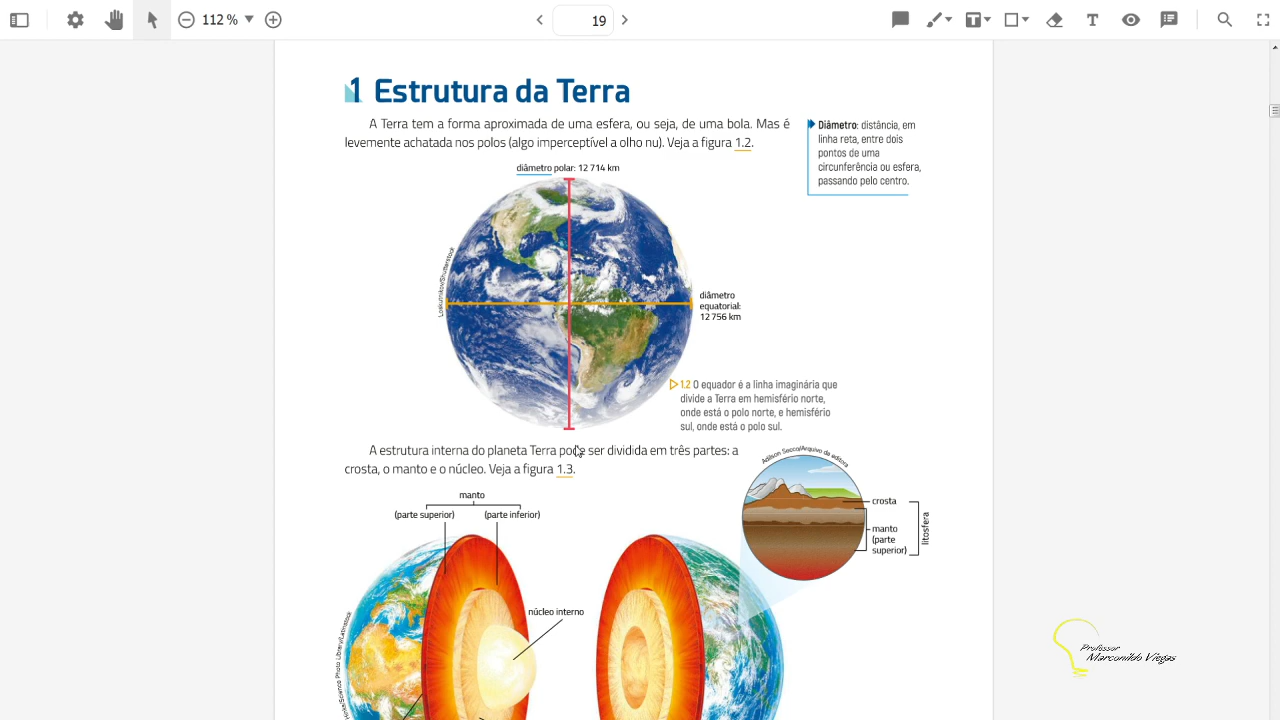 112 %
19
1 Estrutura da Terra
A Terra tem a forma aproximada de uma esfera, ou seja, de uma bola. Mas é
levemente achatada nos polos (algo imperceptível a olho nu). Veja a figura 1.2.
Diâmetro: distância, em
linha reta, entre dois
pontos de uma
circunferência ou esfera,
passando pelo centro.
diâmetro polar: 12 714 km
Loskutnikov/Shutterstock
diâmetro
equatorial:
12 756 km
1.2 O equador é a linha imaginária que
divide a Terra em hemisfério norte,
onde está o polo norte, e hemisfério
sul, onde está o polo sul.
A estrutura interna do planeta Terra pode ser dividida em três partes: a
crosta, o manto e o núcleo. Veja a figura 1.3.
Adilson Secco/Arquivo da editora
crosta
manto
(parte
superior)
litosfera
manto
(parte superior)
(parte inferior)
núcleo interno
Science Photo Library/Latinstock
Professor
Marconildo Viegas